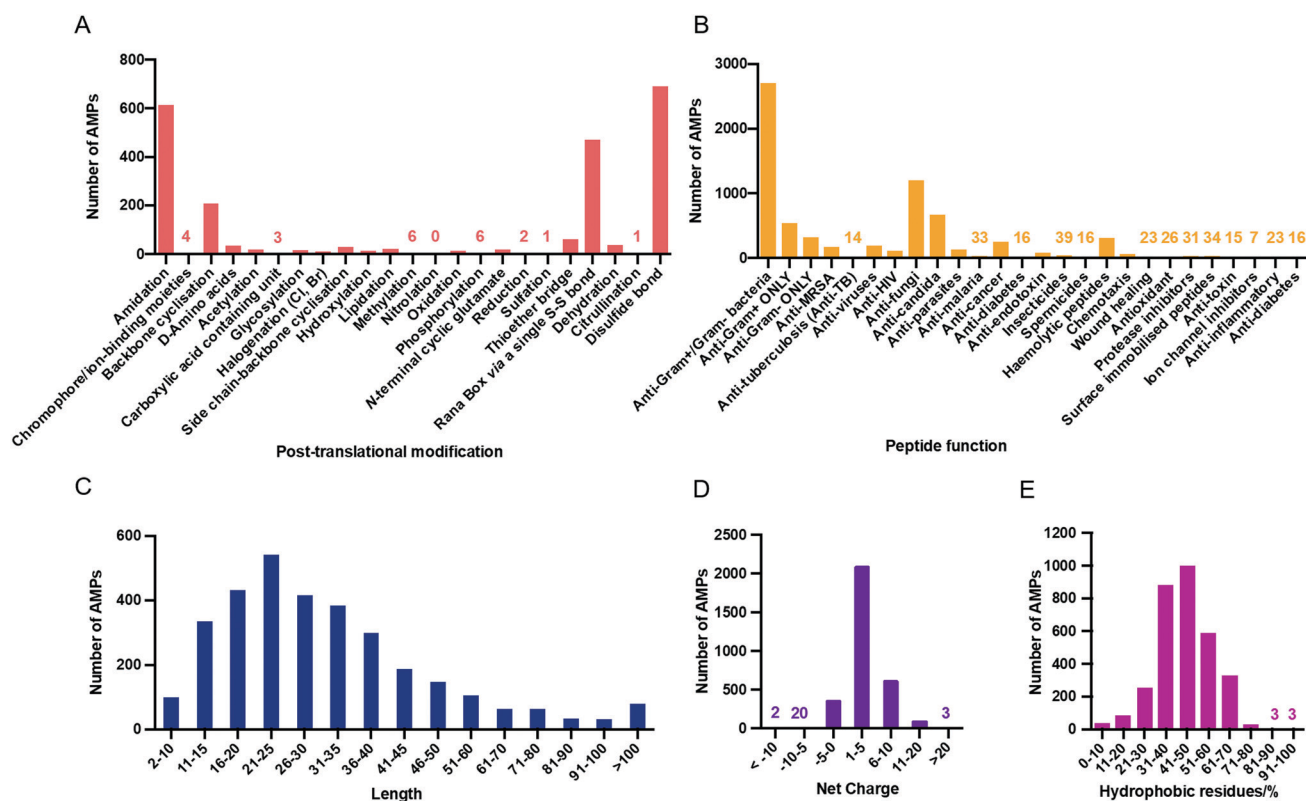 A
Number of AMPs
800
600
400
200
0
4
3
6
0
6
2
1
1
Amidation
Chromophore/ion-binding moieties
Backbone cyclisation
D-Amino acids
Acetylation
Carboxylic acid containing unit
Glycosylation
Halogenation (Cl, Br)
Side chain-backbone cyclisation
Hydroxylation
Lipidation
Methylation
Nitrolation
Oxidation
Phosphorylation
N-terminal cyclic glutamate
Reduction
Sulfation
Thioether bridge
Rana Box via a single S-S bond
Dehydration
Citrullination
Disulfide bond
Post-translational modification
B
Number of AMPs
3000
2000
1000
0
14
33
16
39
16
23
26
31
34
15
7
23
16
Anti-Gram+/Gram- bacteria
Anti-Gram+ ONLY
Anti-Gram- ONLY
Anti-MRSA
Anti-tuberculosis (Anti-TB)
Anti-viruses
Anti-HIV
Anti-fungi
Anti-candida
Anti-parasites
Anti-malaria
Anti-cancer
Anti-diabetes
Anti-endotoxin
Insecticides
Spermicides
Haemolytic peptides
Chemotaxis
Wound healing
Antioxidant
Protease inhibitors
Surface immobilised peptides
Anti-toxin
Ion channel inhibitors
Anti-inflammatory
Anti-diabetes
Peptide function
C
Number of AMPs
600
400
200
0
2-10
11-15
16-20
21-25
26-30
31-35
36-40
41-45
46-50
51-60
61-70
71-80
81-90
91-100
>100
Length
D
Number of AMPs
2500
2000
1500
1000
500
0
2
20
3
< -10
-10-5
-5-0
1-5
6-10
11-20
>20
Net Charge
E
Number of AMPs
1200
1000
800
600
400
200
0
3
3
0-10
11-20
21-30
31-40
41-50
51-60
61-70
71-80
81-90
91-100
Hydrophobic residues/%